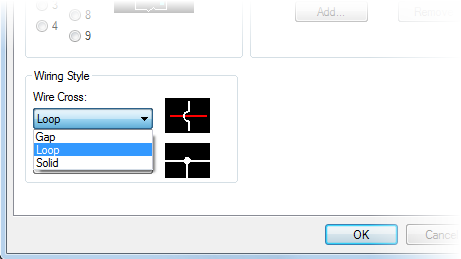 3
8
4
9
Add...
Remove
Wiring Style
Wire Cross:
Loop
Gap
Loop
Solid
OK
Cancel